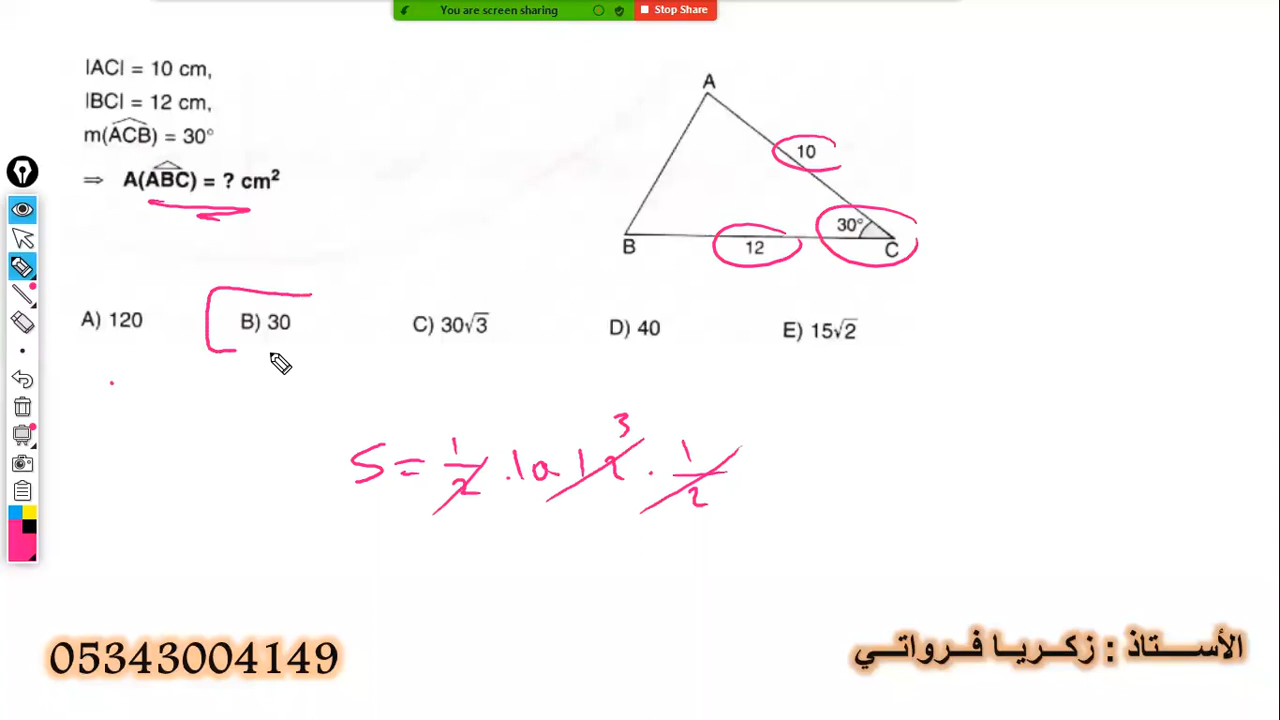 You are screen sharing
Stop Share
|AC| = 10 cm,
|BC| = 12 cm,
m(ACB) = 30°
⇒ A(ABC) = ? cm²
A
10
30°
B
12
C
A) 120
B) 30
C) 30√3
D) 40
E) 15√2
S = 1/2 . 10 12 3 . 1/2
05343004149
الأستاذ : زكريا فرواتي